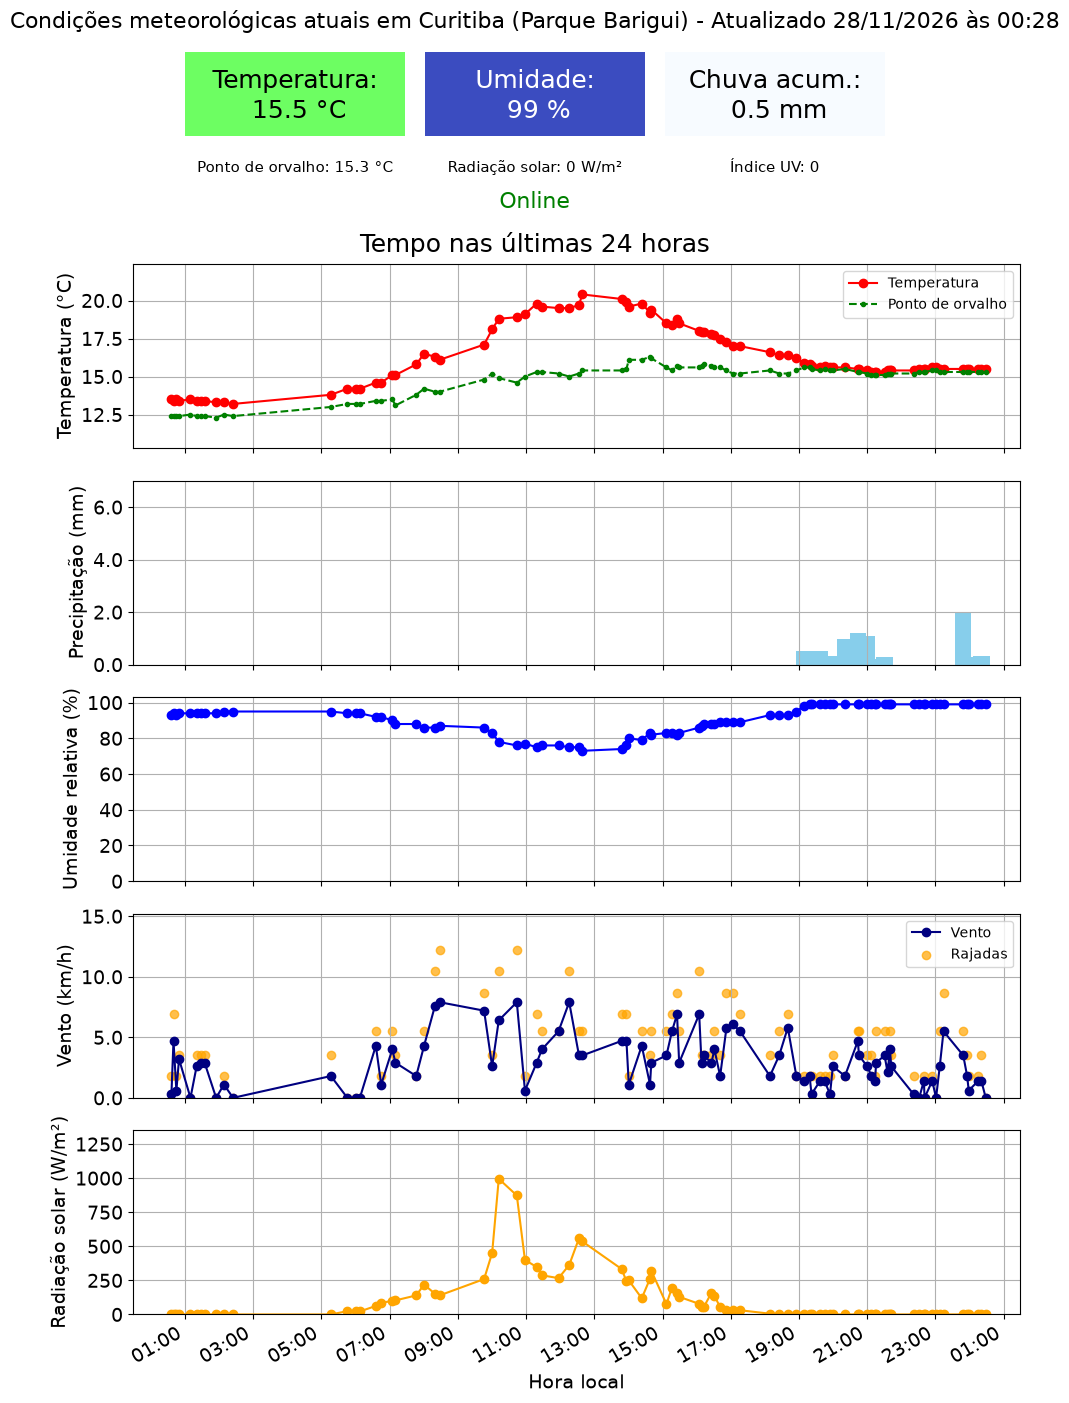 Condições meteorológicas atuais em Curitiba (Parque Barigui) - Atualizado 28/11/2026 às 00:28
Temperatura:
15.5 °C
Umidade:
99 %
Chuva acum.:
0.5 mm
Ponto de orvalho: 15.3 °C
Radiação solar: 0 W/m²
Índice UV: 0
Online
Tempo nas últimas 24 horas
Temperatura (°C)
20.0
17.5
15.0
12.5
Temperatura
Ponto de orvalho
Precipitação (mm)
6.0
4.0
2.0
0.0
Umidade relativa (%)
100
80
60
40
20
0
Vento (km/h)
15.0
10.0
5.0
0.0
Vento
Rajadas
Radiação solar (W/m²)
1250
1000
750
500
250
0
01:00
03:00
05:00
07:00
09:00
11:00
13:00
15:00
17:00
19:00
21:00
23:00
01:00
Hora local